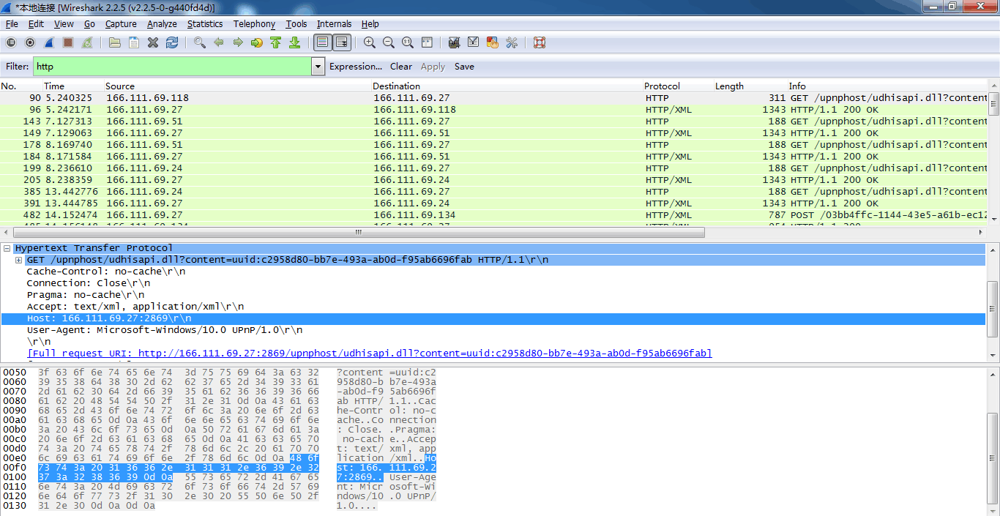 *本地连接 [Wireshark 2.2.5 (v2.2.5-0-g440fd4d)]
File Edit View Go Capture Analyze Statistics Telephony Tools Internals Help
Filter: http Expression... Clear Apply Save
No. Time Source Destination Protocol Length Info
90 5.240325 166.111.69.118 166.111.69.27 HTTP 311 GET /upnphost/udhisapi.dll?content
96 5.242171 166.111.69.27 166.111.69.118 HTTP/XML 1343 HTTP/1.1 200 OK
143 7.127313 166.111.69.51 166.111.69.27 HTTP 188 GET /upnphost/udhisapi.dll?content
149 7.129063 166.111.69.27 166.111.69.51 HTTP/XML 1343 HTTP/1.1 200 OK
178 8.169740 166.111.69.51 166.111.69.27 HTTP 188 GET /upnphost/udhisapi.dll?content
184 8.171584 166.111.69.27 166.111.69.51 HTTP/XML 1343 HTTP/1.1 200 OK
199 8.236610 166.111.69.24 166.111.69.27 HTTP 188 GET /upnphost/udhisapi.dll?content
205 8.238359 166.111.69.27 166.111.69.24 HTTP/XML 1343 HTTP/1.1 200 OK
385 13.442776 166.111.69.24 166.111.69.27 HTTP 188 GET /upnphost/udhisapi.dll?content
391 13.444785 166.111.69.27 166.111.69.24 HTTP/XML 1343 HTTP/1.1 200 OK
482 14.152474 166.111.69.27 166.111.69.134 HTTP/XML 787 POST /03bb4ffc-1144-43e5-a61b-ec12
Hypertext Transfer Protocol
GET /upnphost/udhisapi.dll?content=uuid:c2958d80-bb7e-493a-ab0d-f95ab6696fab HTTP/1.1\r\n
Cache-Control: no-cache\r\n
Connection: Close\r\n
Pragma: no-cache\r\n
Accept: text/xml, application/xml\r\n
Host: 166.111.69.27:2869\r\n
User-Agent: Microsoft-Windows/10.0 UPnP/1.0\r\n
\r\n
[Full request URI: http://166.111.69.27:2869/upnphost/udhisapi.dll?content=uuid:c2958d80-bb7e-493a-ab0d-f95ab6696fab]
0050 3f 63 6f 6e 74 65 6e 74 3d 75 75 69 64 3a 63 32 ?content =uuid:c2
0060 39 35 38 64 38 30 2d 62 62 37 65 2d 34 39 33 61 958d80-b b7e-493a
0070 2d 61 62 30 64 2d 66 39 35 61 62 36 36 39 36 66 -ab0d-f9 5ab6696f
0080 61 62 20 48 54 54 50 2f 31 2e 31 0d 0a 43 61 63 ab HTTP/ 1.1..Cac
0090 68 65 2d 43 6f 6e 74 72 6f 6c 3a 20 6e 6f 2d 63 he-Contr ol: no-c
00a0 61 63 68 65 0d 0a 43 6f 6e 6e 65 63 74 69 6f 6e ache..Co nnection
00b0 3a 20 43 6c 6f 73 65 0d 0a 50 72 61 67 6d 61 3a : Close. .Pragma:
00c0 20 6e 6f 2d 63 61 63 68 65 0d 0a 41 63 63 65 70 no-cach e..Accep
00d0 74 3a 20 74 65 78 74 2f 78 6d 6c 2c 20 61 70 70 t: text/ xml, app
00e0 6c 69 63 61 74 69 6f 6e 2f 78 6d 6c 0d 0a 48 6f lication /xml..Ho
00f0 73 74 3a 20 31 36 36 2e 31 31 31 2e 36 39 2e 32 st: 166. 111.69.2
0100 37 3a 32 38 36 39 0d 0a 55 73 65 72 2d 41 67 65 7:2869.. User-Age
0110 6e 74 3a 20 4d 69 63 72 6f 73 6f 66 74 2d 57 69 nt: Micr osoft-Wi
0120 6e 64 6f 77 73 2f 31 30 2e 30 20 55 50 6e 50 2f ndows/10 .0 UPnP/
0130 31 2e 30 0d 0a 0d 0a 1.0....